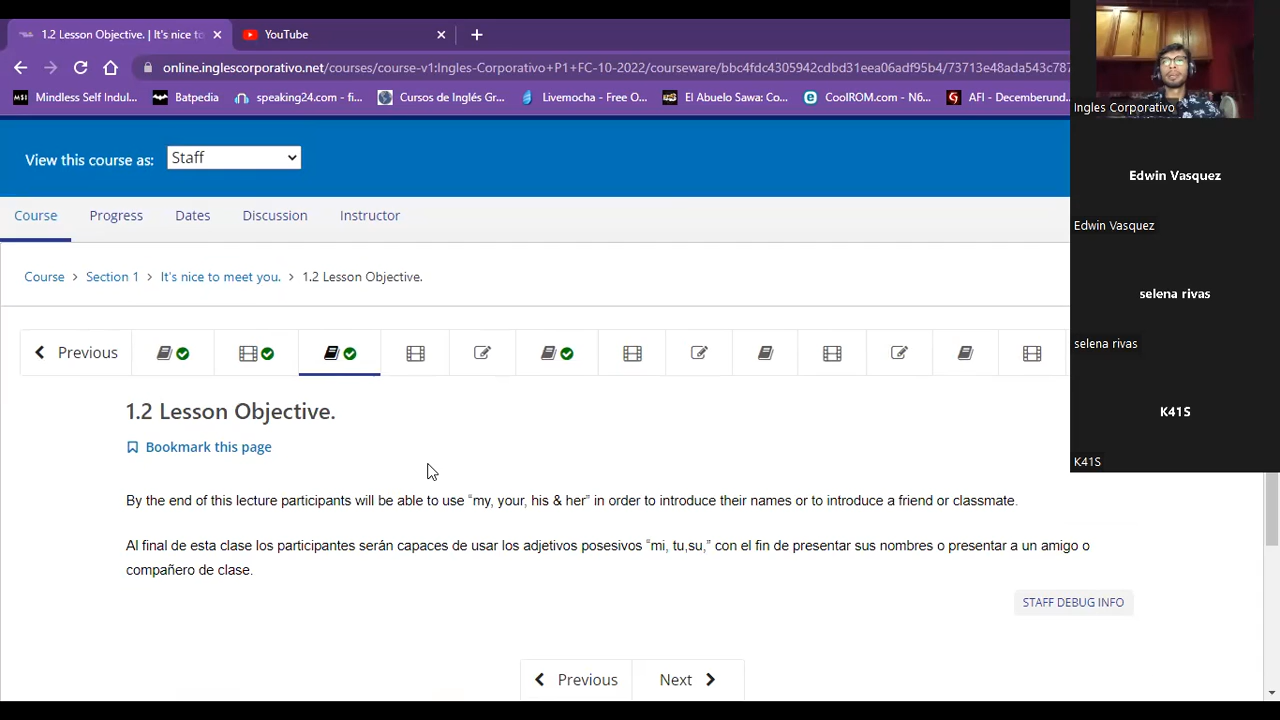 1.2 Lesson Objective. | It's nice to
YouTube
online.inglescorporativo.net/courses/course-v1:Inglescorporativo+P1+FC-10-2022/courseware/bbc4fdc4305942cdbd31eea06adf95b4/73713e48ada543c787
Mindless Self Indul...
Batpedia
speaking24.com - fi...
Cursos de Inglés Gr...
Livemocha - Free O...
El Abuelo Sawa: Co...
CoolROM.com - N6...
AFI - Decemberund...
Ingles Corporativo
View this course as:
Staff
Edwin Vasquez
Edwin Vasquez
Course
Progress
Dates
Discussion
Instructor
Course > Section 1 > It's nice to meet you. > 1.2 Lesson Objective.
selena rivas
selena rivas
Previous
1.2 Lesson Objective.
K41S
Bookmark this page
K41S
By the end of this lecture participants will be able to use “my, your, his & her” in order to introduce their names or to introduce a friend or classmate.
Al final de esta clase los participantes serán capaces de usar los adjetivos posesivos “mi, tu,su,” con el fin de presentar sus nombres o presentar a un amigo o
compañero de clase.
STAFF DEBUG INFO
Previous
Next